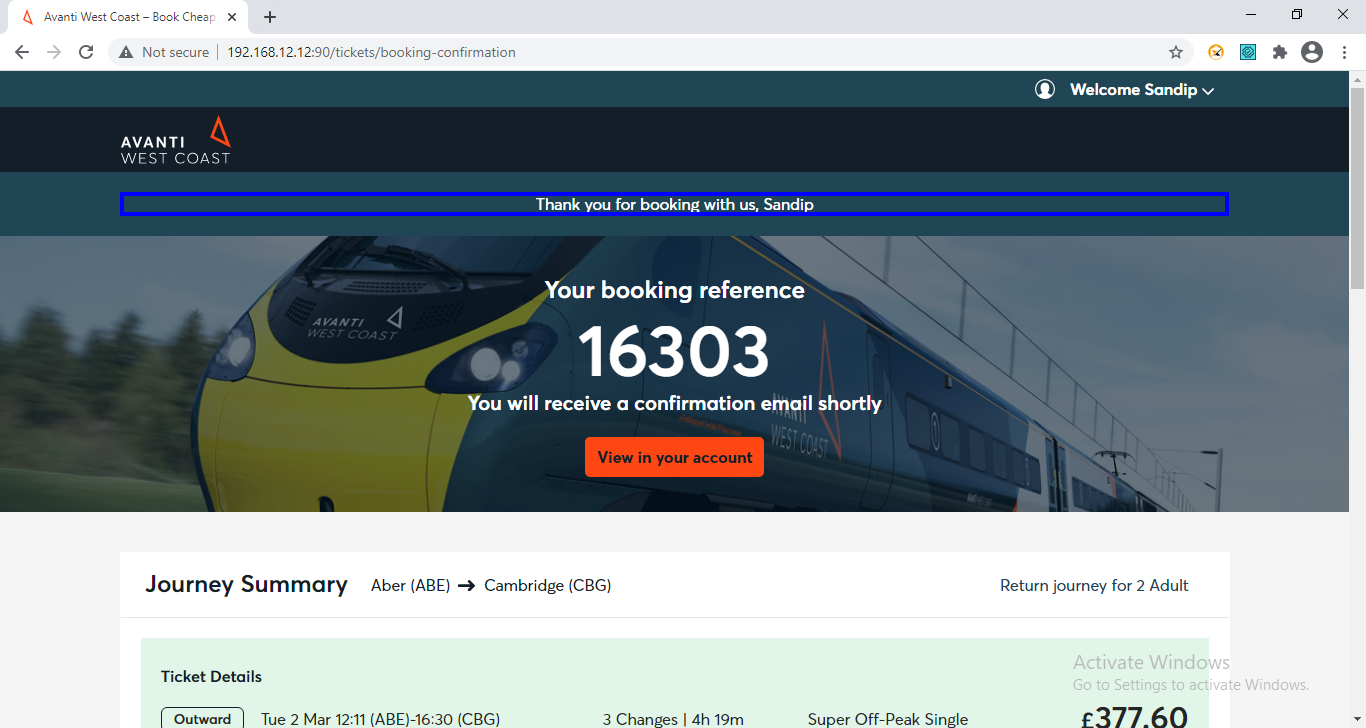 Avanti West Coast – Book Cheap
Not secure
192.168.12.12:90/tickets/booking-confirmation
Welcome Sandip
AVANTI
WEST COAST
Thank you for booking with us, Sandip
Your booking reference
16303
You will receive a confirmation email shortly
View in your account
AVANTI
WEST COAST
AVANTI
WEST COAST
Journey Summary
Aber (ABE) → Cambridge (CBG)
Return journey for 2 Adult
Ticket Details
Activate Windows
Go to Settings to activate Windows.
Outward
Tue 2 Mar 12:11 (ABE)-16:30 (CBG)
3 Changes | 4h 19m
Super Off-Peak Single
£377.60